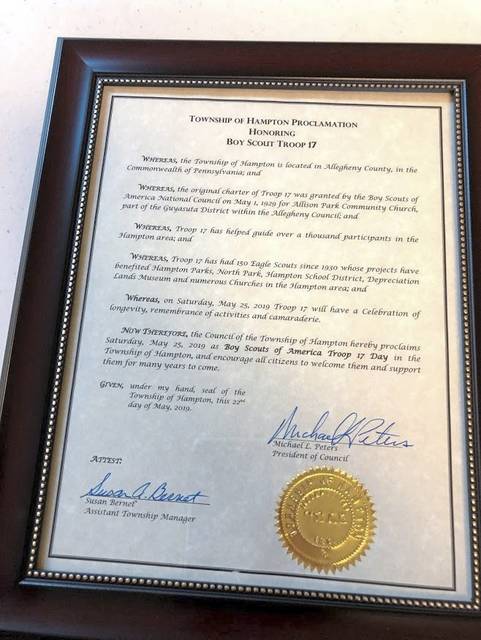 TOWNSHIP OF HAMPTON PROCLAMATION
HONORING
BOY SCOUT TROOP 17
WHEREAS, the Township of Hampton is located in Allegheny County, in the
Commonwealth of Pennsylvania; and
WHEREAS, the original charter of Troop 17 was granted by the Boy Scouts of
America National Council on May 1, 1929 for Allison Park Community Church,
part of the Guyasuta District within the Allegheny Council; and
WHEREAS, Troop 17 has helped guide over a thousand participants in the
Hampton area; and
WHEREAS, Troop 17 has had 150 Eagle Scouts since 1930 whose projects have
benefited Hampton Parks, North Park, Hampton School District, Depreciation
Lands Museum and numerous Churches in the Hampton area; and
Whereas, on Saturday, May 25, 2019 Troop 17 will have a Celebration of
longevity, remembrance of activities and camaraderie.
NOW THEREFORE, the Council of the Township of Hampton hereby proclaims
Saturday, May 25, 2019 as Boy Scouts of America Troop 17 Day in the
Township of Hampton, and encourage all citizens to welcome them and support
them for many years to come.
GIVEN, under my hand, seal of the
Township of Hampton, this 22nd
day of May, 2019.
Michael L Peters
Michael L. Peters
President of Council
ATTEST:
Susan A. Bernet
Susan Bernet
Assistant Township Manager